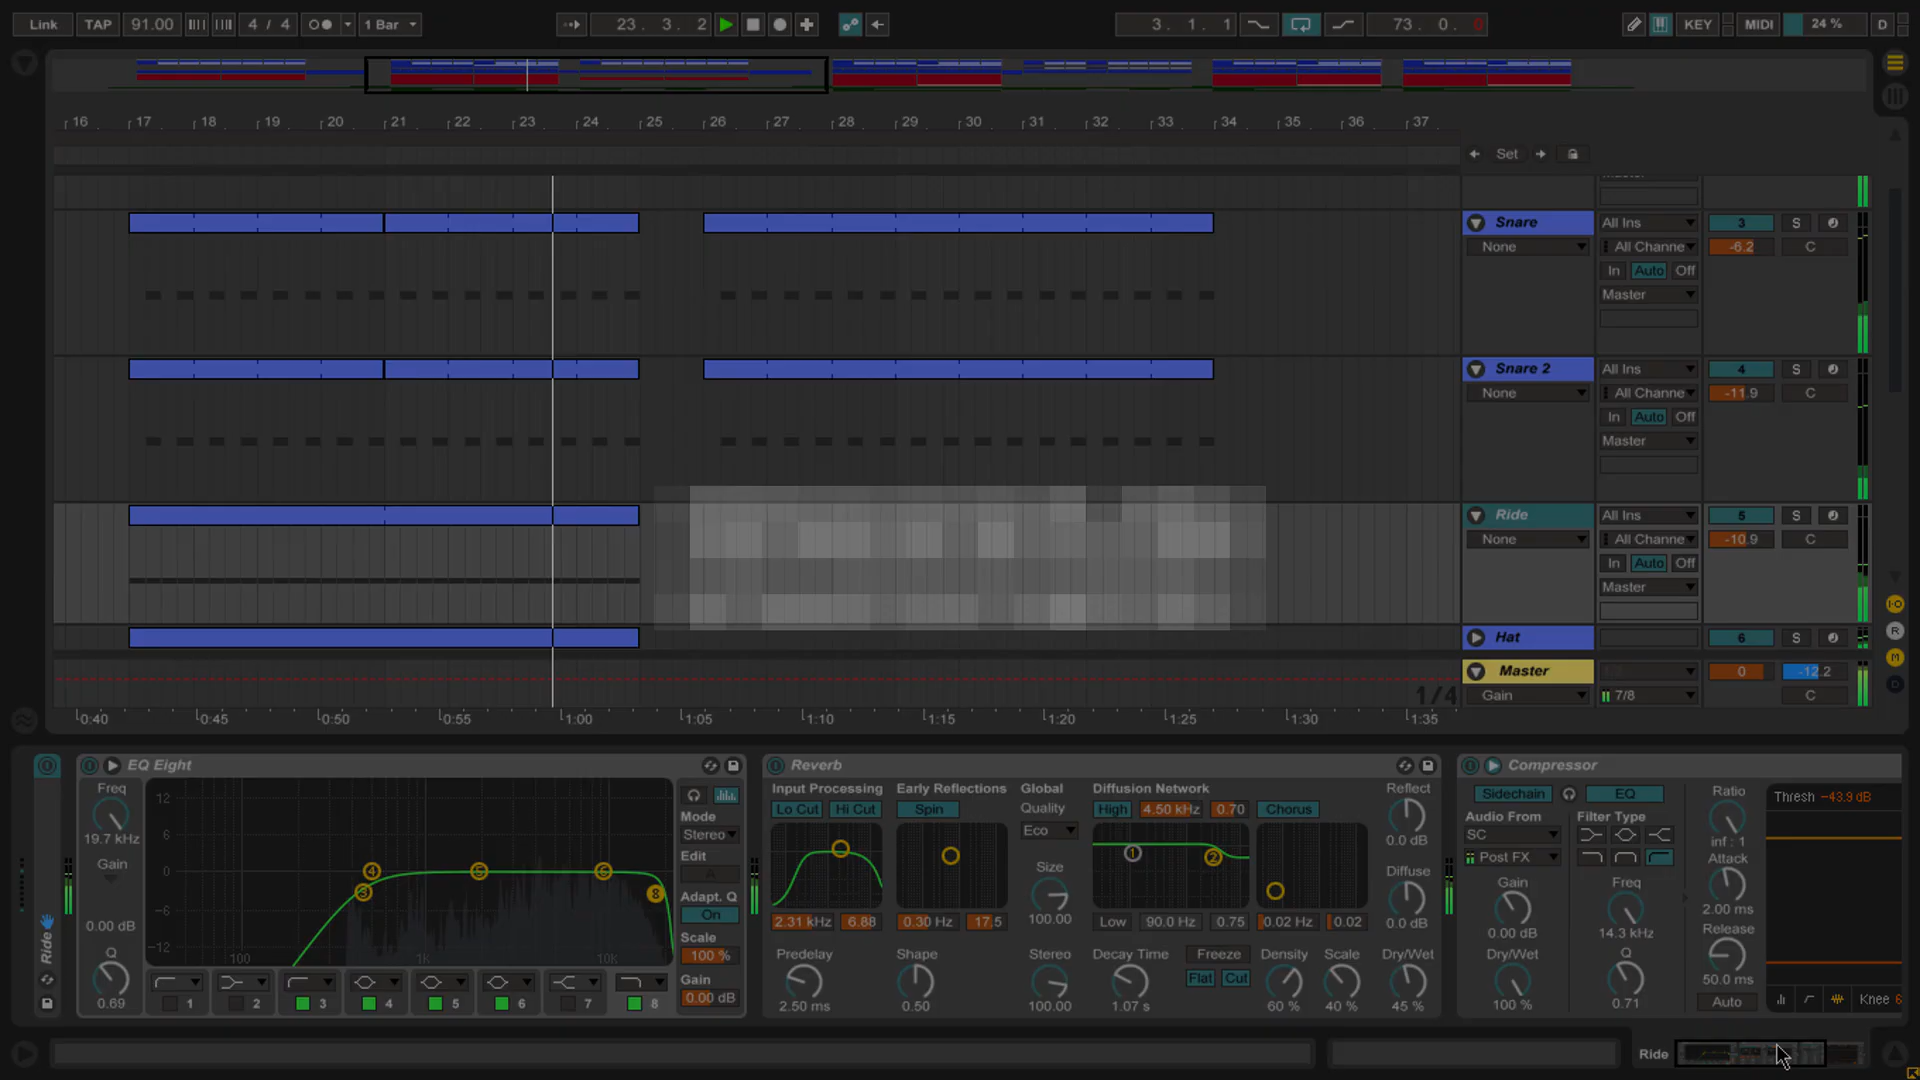 Link TAP 91.00 4 / 4 1 Bar 23. 3. 2 3. 1. 1 73. 0. 0 KEY MIDI 24 % D
16 17 18 19 20 21 22 23 24 25 26 27 28 29 30 31 32 33 34 35 36 37
Set
Snare All Ins 3 S
None All Channe -6.2 C
In Auto Off
Master
Snare 2 All Ins 4 S
None All Channe -11.9 C
In Auto Off
Master
Ride All Ins 5 S
None All Channe -10.9 C
In Auto Off
Master
I·O
R
Hat 6 S
M
Master 0 -12.2
D
1/4 Gain 7/8 C
0:40 0:45 0:50 0:55 1:00 1:05 1:10 1:15 1:20 1:25 1:30 1:35
EQ Eight Reverb Compressor
Freq 12 Input Processing Early Reflections Global Diffusion Network Reflect Sidechain EQ Ratio Thresh -43.9 dB
Lo Cut Hi Cut Spin Quality High 4.50 kHz 0.70 Chorus
19.7 kHz 6 Mode Eco 0.0 dB Audio From Filter Type inf : 1
Stereo SC
Gain 0 4 5 6 Edit Size 1 2 Diffuse Post FX Attack
A
3 8 Adapt. Q Gain Freq 2.00 ms
0.00 dB -6 On 100.00 2.31 kHz 6.88 0.30 Hz 17.5 Low 90.0 Hz 0.75 0.02 Hz 0.02 0.0 dB 0.00 dB 14.3 kHz Release
Q -12 100 1k 10k Scale
100 % Predelay Shape Stereo Decay Time Freeze Density Scale Dry/Wet Dry/Wet Q
Ride Gain Flat Cut 50.0 ms
0.69 1 2 3 4 5 6 7 8 0.00 dB 2.50 ms 0.50 100.00 1.07 s 60 % 40 % 45 % 100 % 0.71 Auto Knee 6
Ride